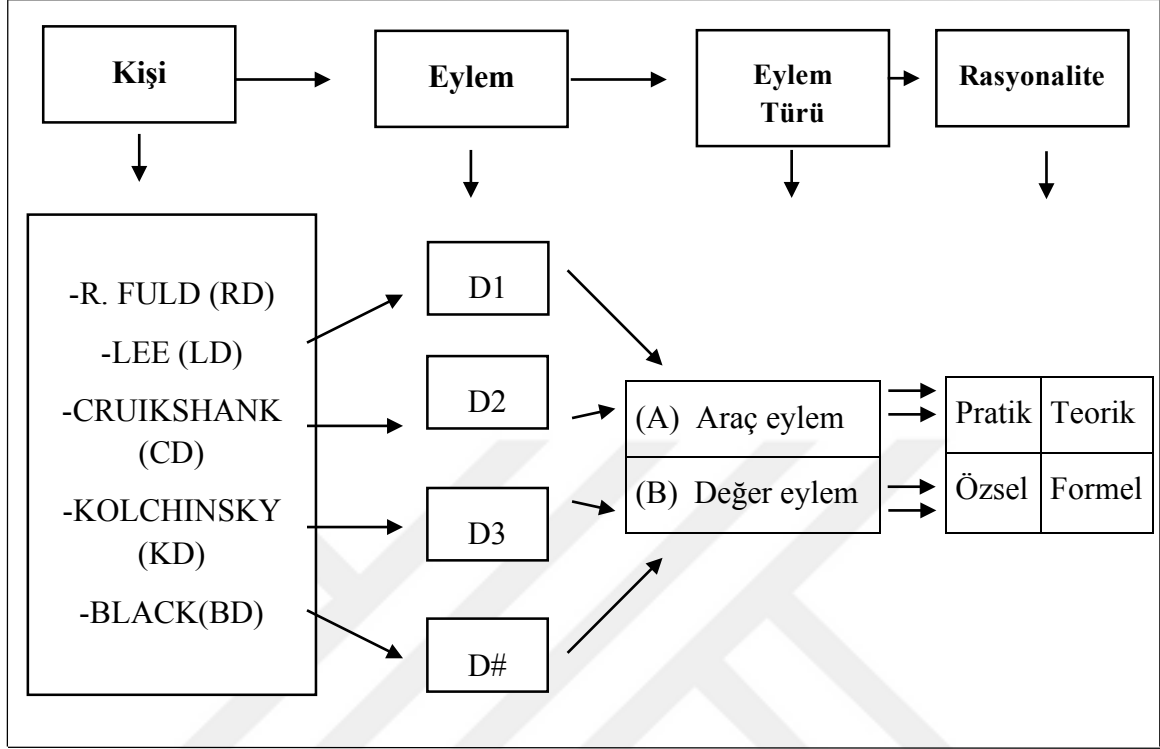 Kişi
Eylem
Eylem
Türü
Rasyonalite
-R. FULD (RD)
-LEE (LD)
-CRUIKSHANK
(CD)
-KOLCHINSKY
(KD)
-BLACK(BD)
D1
D2
D3
D#
(A) Araç eylem
(B) Değer eylem
Pratik Teorik
Özsel Formel